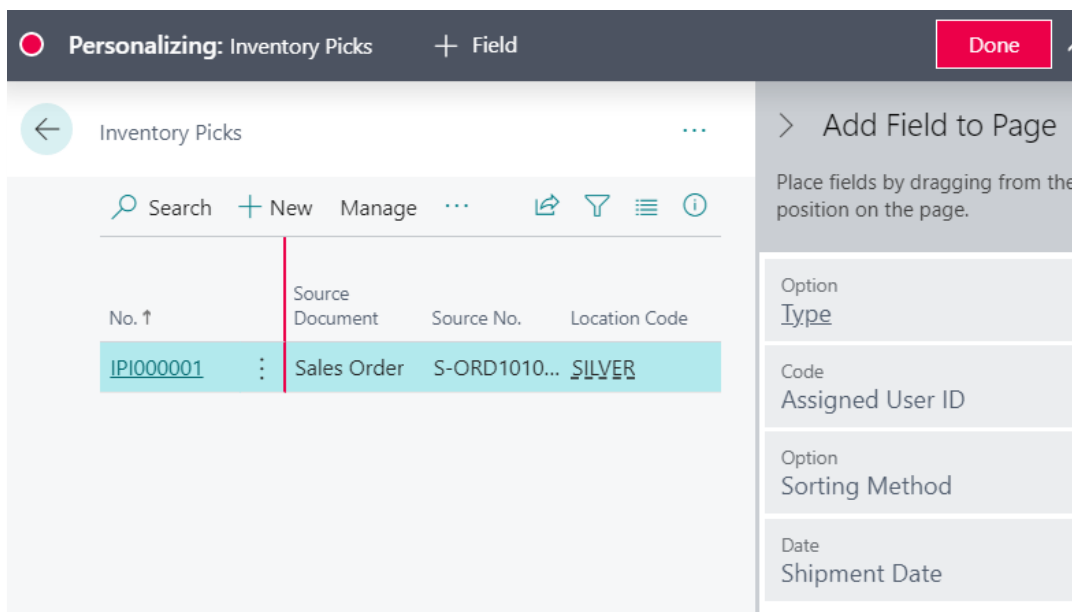 Personalizing: Inventory Picks + Field Done
Inventory Picks ...
Add Field to Page
Place fields by dragging from the
position on the page.
Search + New Manage ...
Source
No. ↑ Document Source No. Location Code
IPI000001 Sales Order S-ORD1010... SILVER
Option
Type
Code
Assigned User ID
Option
Sorting Method
Date
Shipment Date